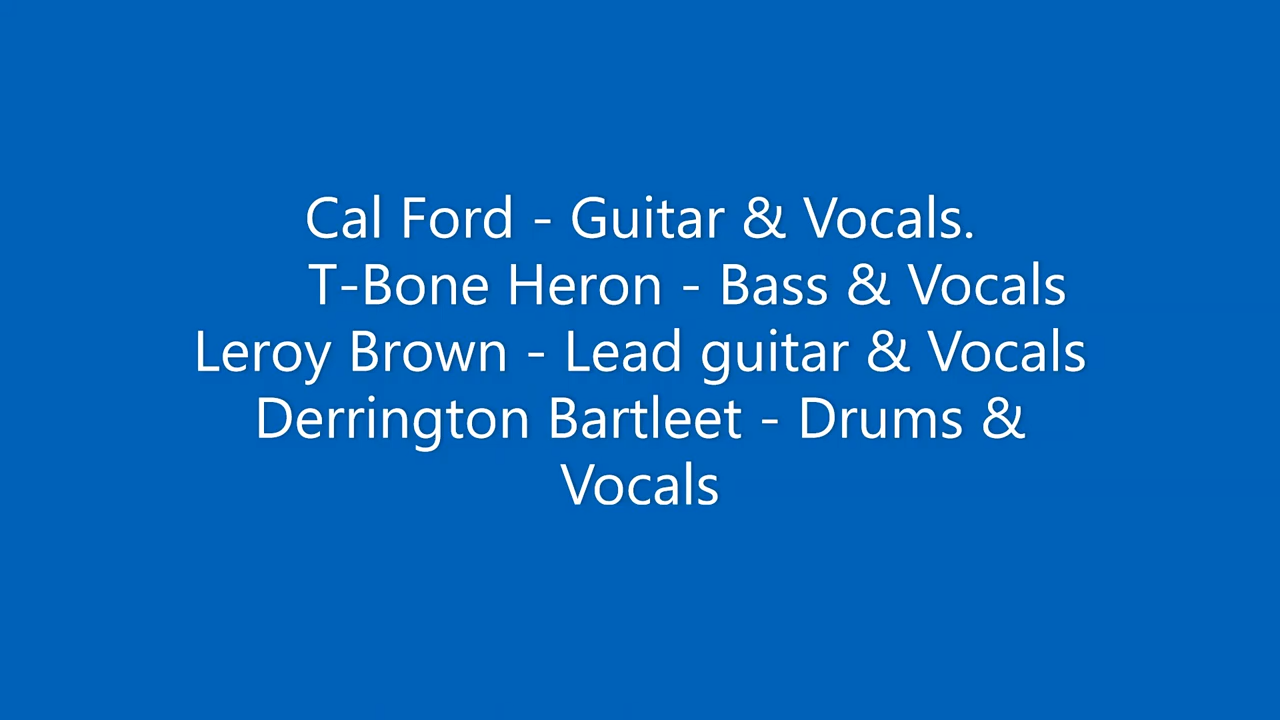 Cal Ford - Guitar & Vocals.
T-Bone Heron - Bass & Vocals
Leroy Brown - Lead guitar & Vocals
Derrington Bartleet - Drums &
Vocals